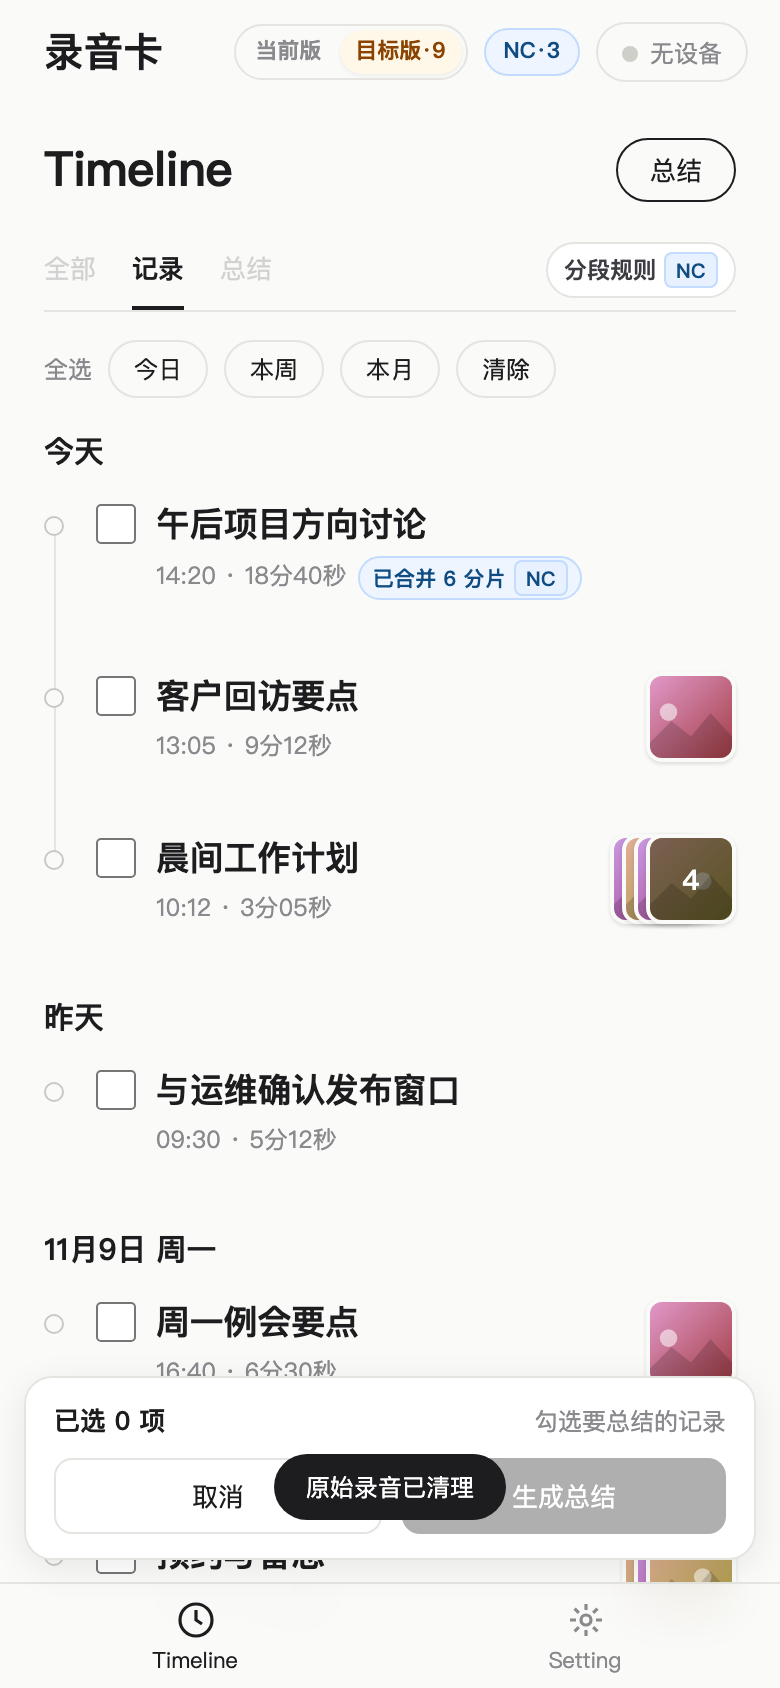 录音卡 当前版 目标版·9 NC·3 无设备
Timeline 总结
全部 记录 总结 分段规则 NC
全选 今日 本周 本月 清除
今天
午后项目方向讨论
14:20 · 18分40秒 已合并 6 分片 NC
客户回访要点
13:05 · 9分12秒
晨间工作计划
10:12 · 3分05秒
4
昨天
与运维确认发布窗口
09:30 · 5分12秒
11月9日 周一
周一例会要点
16:40 · 6分30秒
已选 0 项 勾选要总结的记录
取消 原始录音已清理 生成总结
Timeline Setting